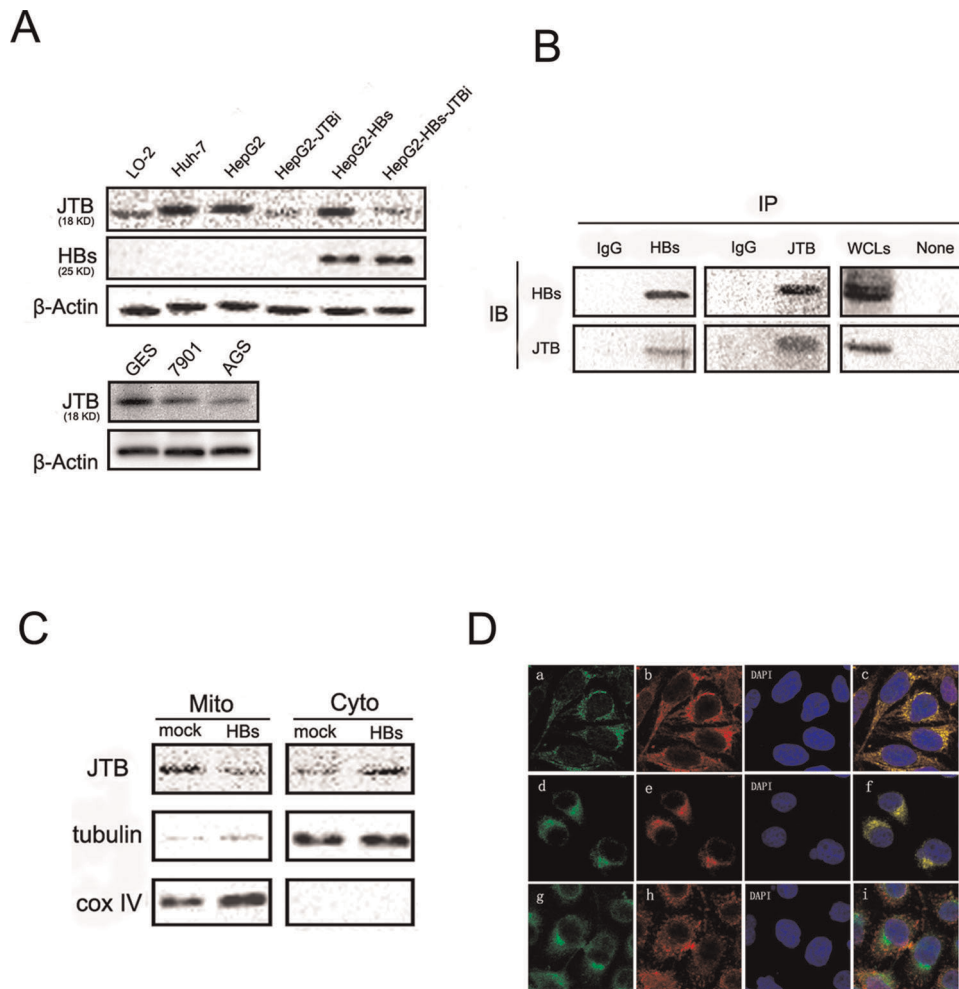 A
LO-2 Huh-7 HepG2 HepG2-JTBi HepG2-HBs HepG2-HBs-JTBi
JTB
(18 KD)
HBs
(25 KD)
β-Actin
GES 7901 AGS
JTB
(18 KD)
β-Actin
B
IP
IgG HBs IgG JTB WCLs None
IB
HBs
JTB
C
Mito Cyto
mock HBs mock HBs
JTB
tubulin
cox IV
D
a b DAPI c
d e DAPI f
g h DAPI i